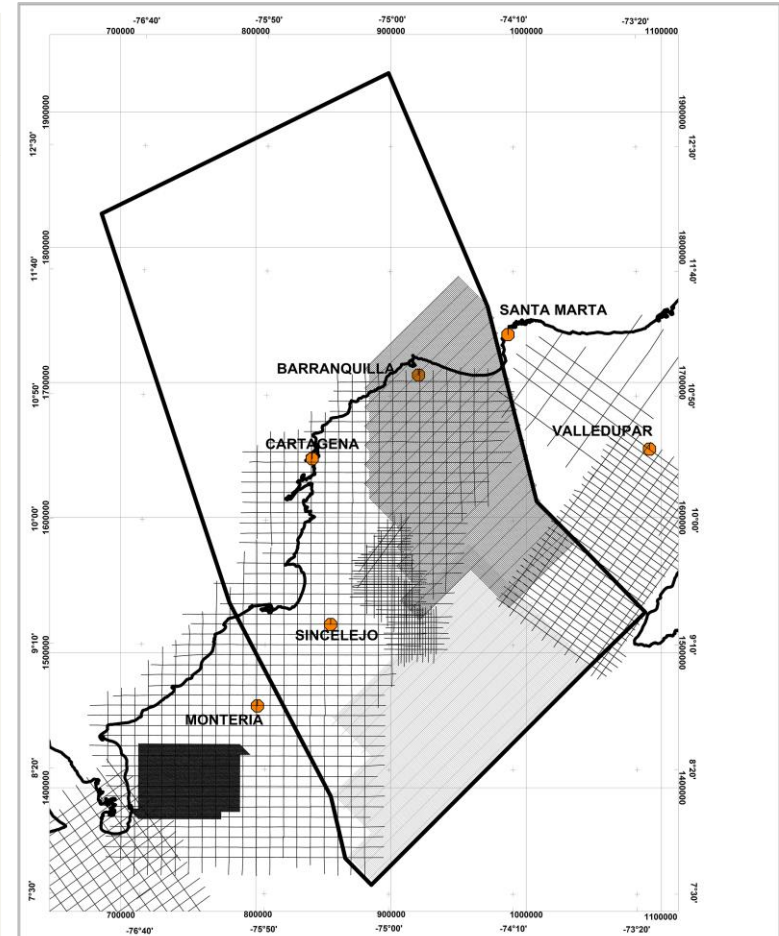 -76°40' -75°50' -75°00' -74°10' -73°20'
700000 800000 900000 1000000 1100000
1900000 1900000
12°30' 12°30'
1800000 1800000
11°40' 11°40'
SANTA MARTA
BARRANQUILLA
1700000 1700000
10°50' 10°50'
VALLEDUPAR
CARTAGENA
10°00' 10°00'
1600000 1600000
SINCELEJO
9°10' 9°10'
1500000 1500000
MONTERIA
8°20' 8°20'
1400000 1400000
7°30' 7°30'
700000 800000 900000 1000000 1100000
-76°40' -75°50' -75°00' -74°10' -73°20'